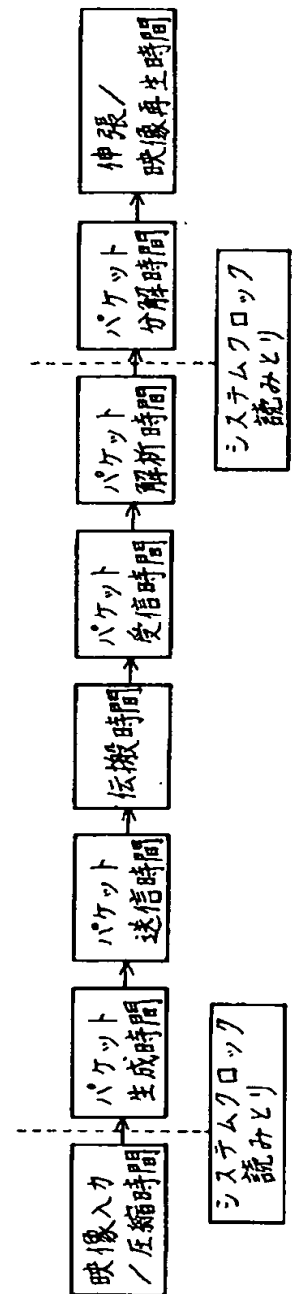 映像入力
/圧縮時間
パケット
生成時間
パケット
送信時間
伝搬時間
パケット
受信時間
パケット
解析時間
パケット
分解時間
伸張/
映像再生時間
システムクロック
読みとり
システムクロック
読みとり